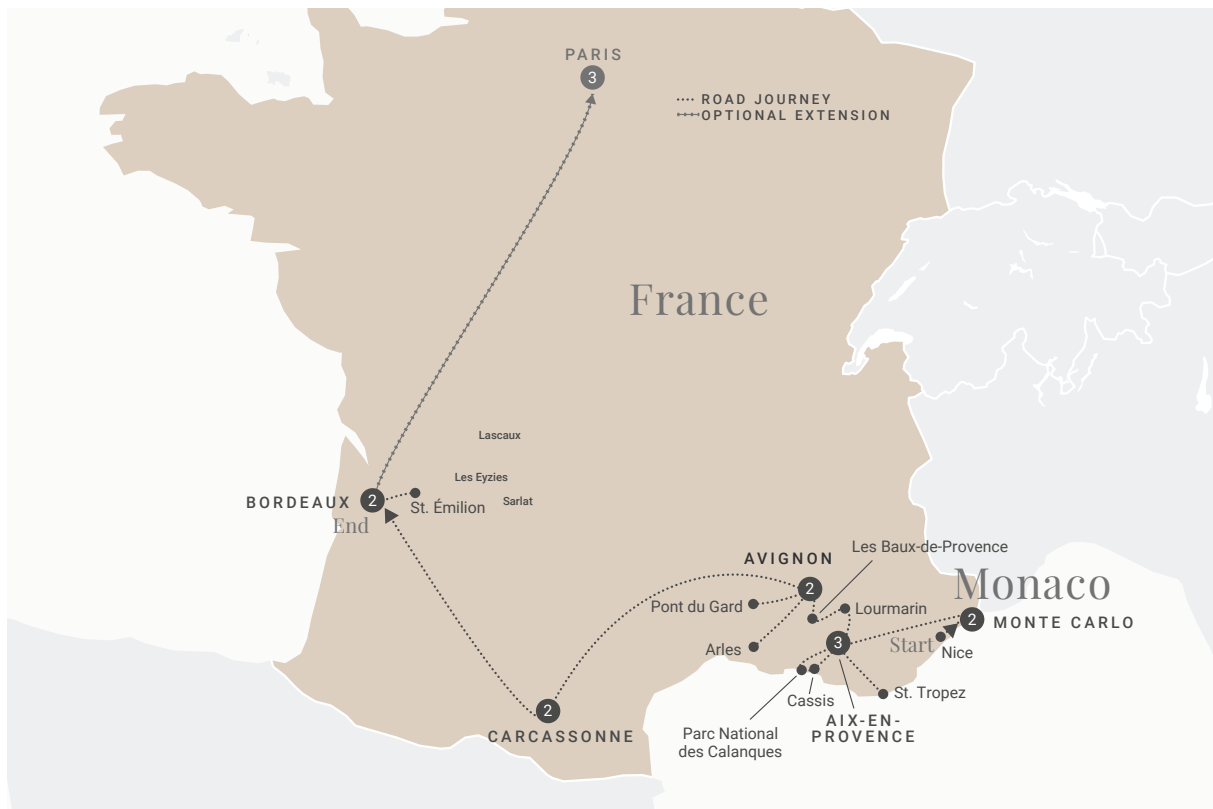 PARIS
3
ROAD JOURNEY
OPTIONAL EXTENSION
France
Lascaux
Les Eyzies
Sarlat
BORDEAUX
2
St. Émilion
End
Les Baux-de-Provence
AVIGNON
2
Monaco
Pont du Gard
Lourmarin
2
MONTE CARLO
Arles
3
Start
Nice
St. Tropez
Cassis
2
CARCASSONNE
AIX-EN-
PROVENCE
Parc National
des Calanques